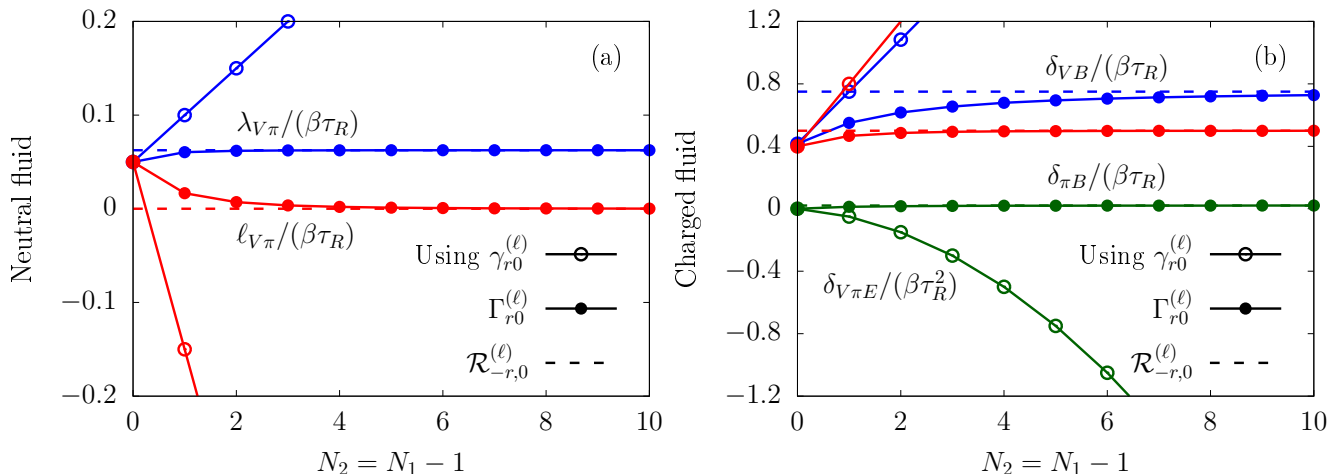 0.2
0.1
0
−0.1
−0.2
Neutral fluid
(a)
λ_{Vπ}/(βτ_R)
ℓ_{Vπ}/(βτ_R)
Using γ_{r0}^{(ℓ)}
Γ_{r0}^{(ℓ)}
ℛ_{−r,0}^{(ℓ)}
0 2 4 6 8 10
N_2 = N_1 − 1
1.2
0.8
0.4
0
−0.4
−0.8
−1.2
Charged fluid
(b)
δ_{VB}/(βτ_R)
δ_{πB}/(βτ_R)
δ_{VπE}/(βτ_R^2)
Using γ_{r0}^{(ℓ)}
Γ_{r0}^{(ℓ)}
ℛ_{−r,0}^{(ℓ)}
0 2 4 6 8 10
N_2 = N_1 − 1